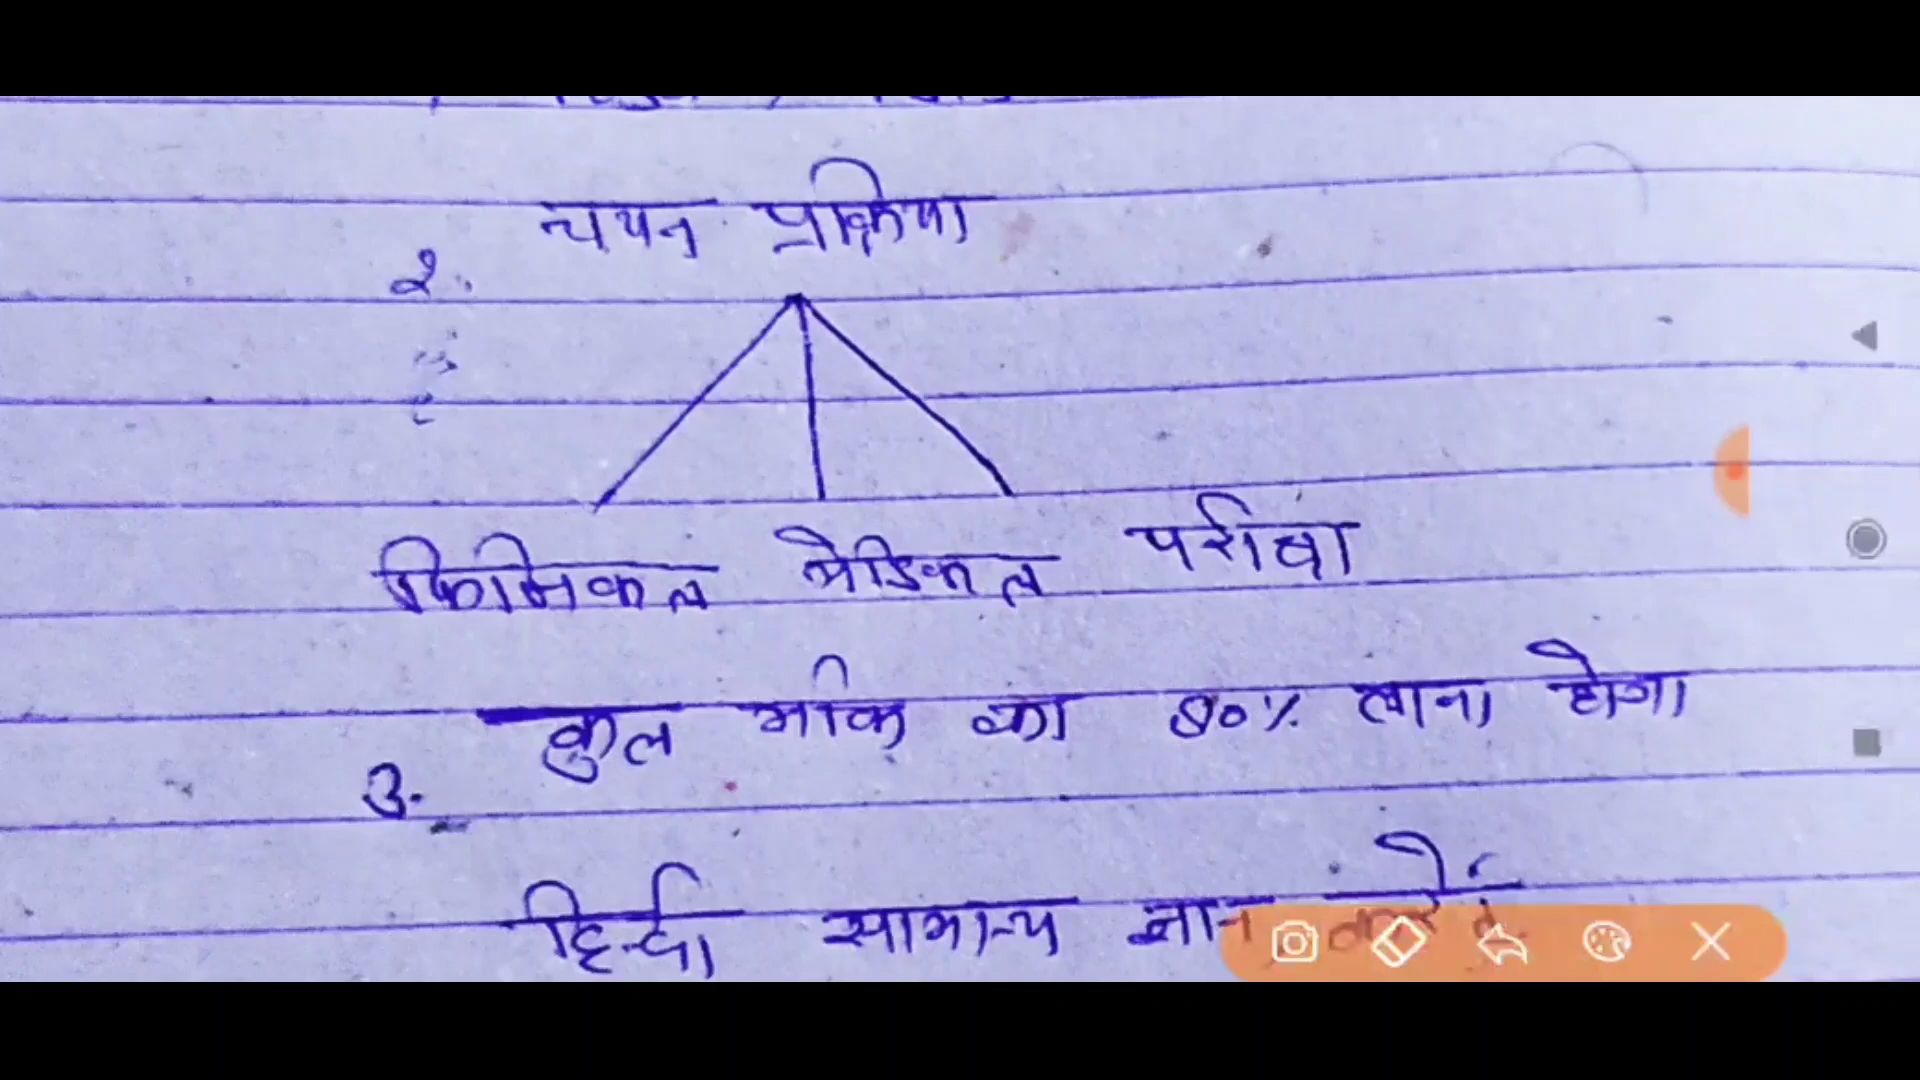 चयन प्रक्रिया
2.
फिजिकल मेडिकल परीक्षा
कुल मार्क का 80% लाना होगा
3.
हिन्दी सामान्य ज्ञान